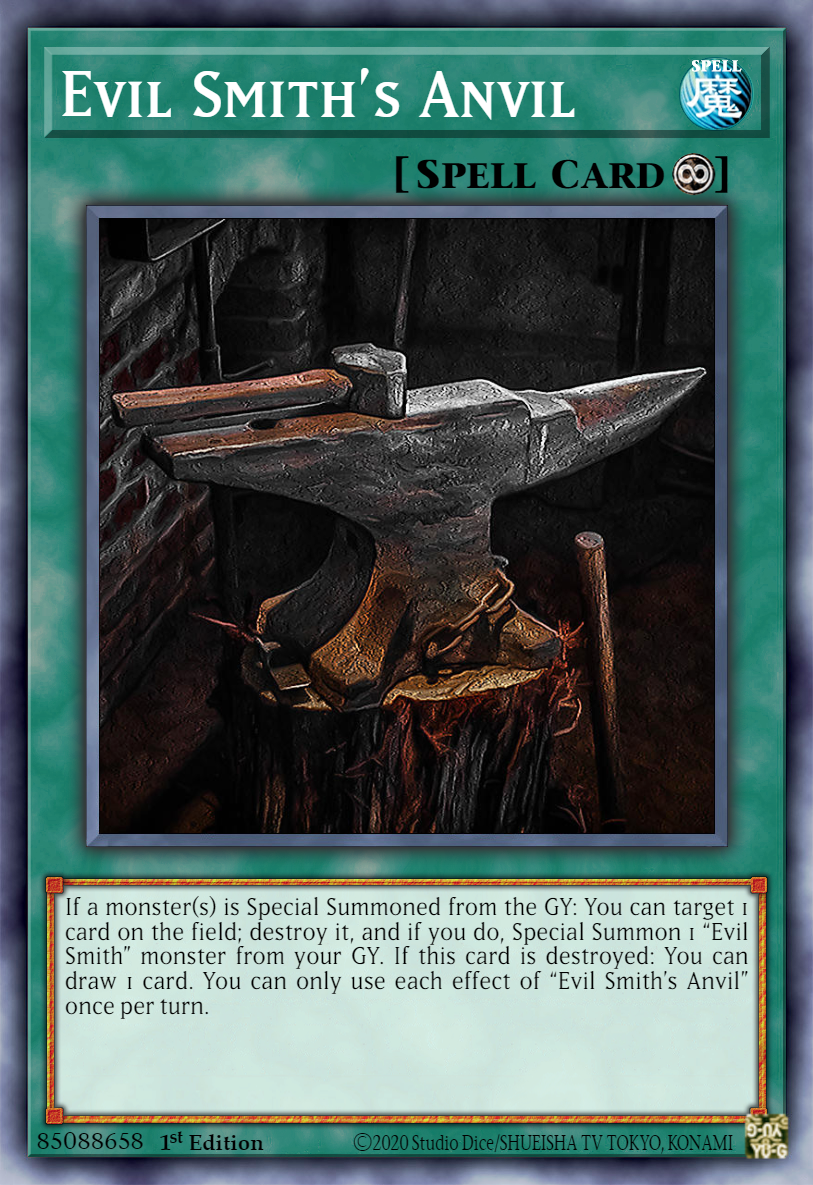 Evil Smith's Anvil
SPELL
魔
[Spell Card]
If a monster(s) is Special Summoned from the GY: You can target 1
card on the field; destroy it, and if you do, Special Summon 1 “Evil
Smith” monster from your GY. If this card is destroyed: You can
draw 1 card. You can only use each effect of “Evil Smith’s Anvil”
once per turn.
85088658 1st Edition ©2020 Studio Dice/SHUEISHA TV TOKYO, KONAMI